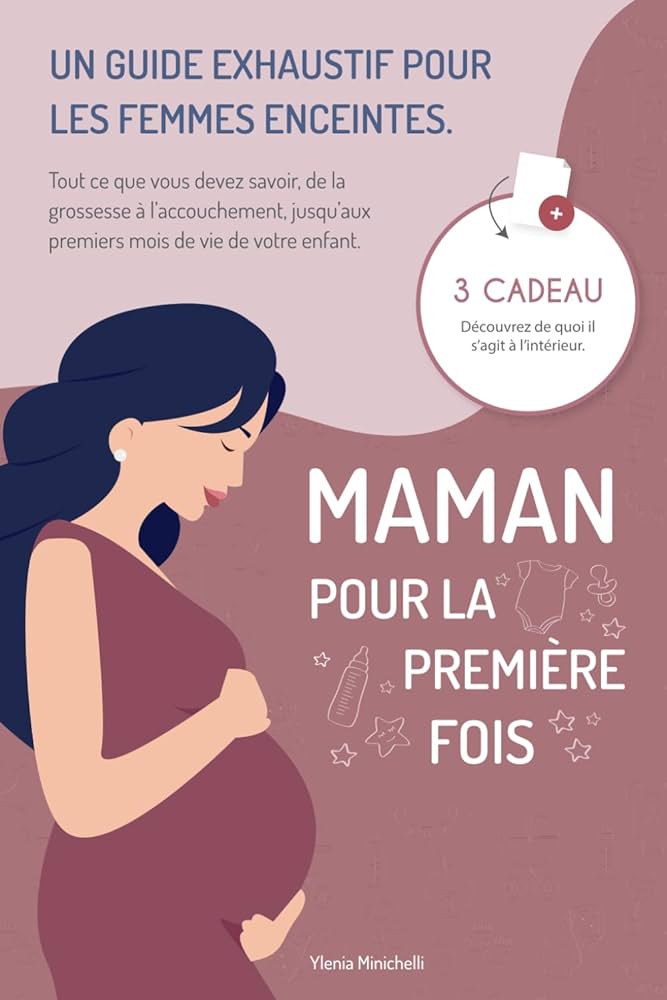 UN GUIDE EXHAUSTIF POUR
LES FEMMES ENCEINTES.
Tout ce que vous devez savoir, de la
grossesse à l'accouchement, jusqu'aux
premiers mois de vie de votre enfant.
3 CADEAU
Découvrez de quoi il
s'agit à l'intérieur.
MAMAN
POUR LA
PREMIÈRE
FOIS
Ylenia Minichelli